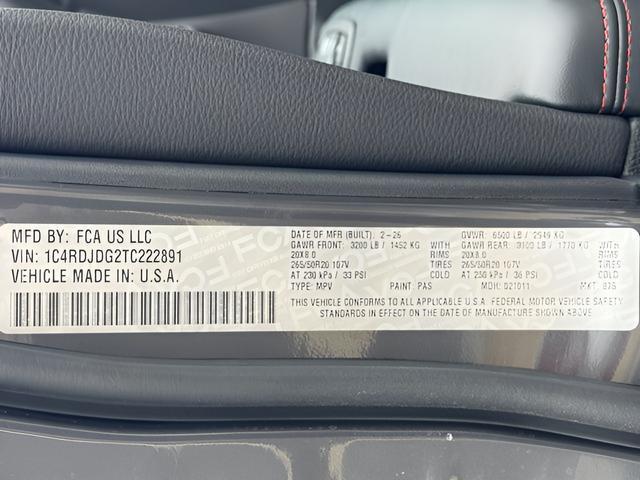 MFD BY: FCA US LLC
VIN: 1C4RDJDG2TC222891
VEHICLE MADE IN U.S.A.
DATE OF MFR (BUILT): 2-26 GVWR: 6500 LB / 2949 KG
GAWR FRONT: 3200 LB / 1452 KG GAWR REAR: 3900 LB / 1770 KG
20X8.0 20X8.0
265/50R20 107V TIRES 265/50R20 107V TIRES
AT 230 kPa / 33 PSI COLD AT 250 kPa / 36 PSI COLD
TYPE: MPV PAINT: PAS MDH: 021011 MKT:
THIS VEHICLE CONFORMS TO ALL APPLICABLE U.S.A. FEDERAL MOTOR VEHICLE SAFETY
STANDARDS IN EFFECT ON THE DATE OF MANUFACTURE SHOWN ABOVE.